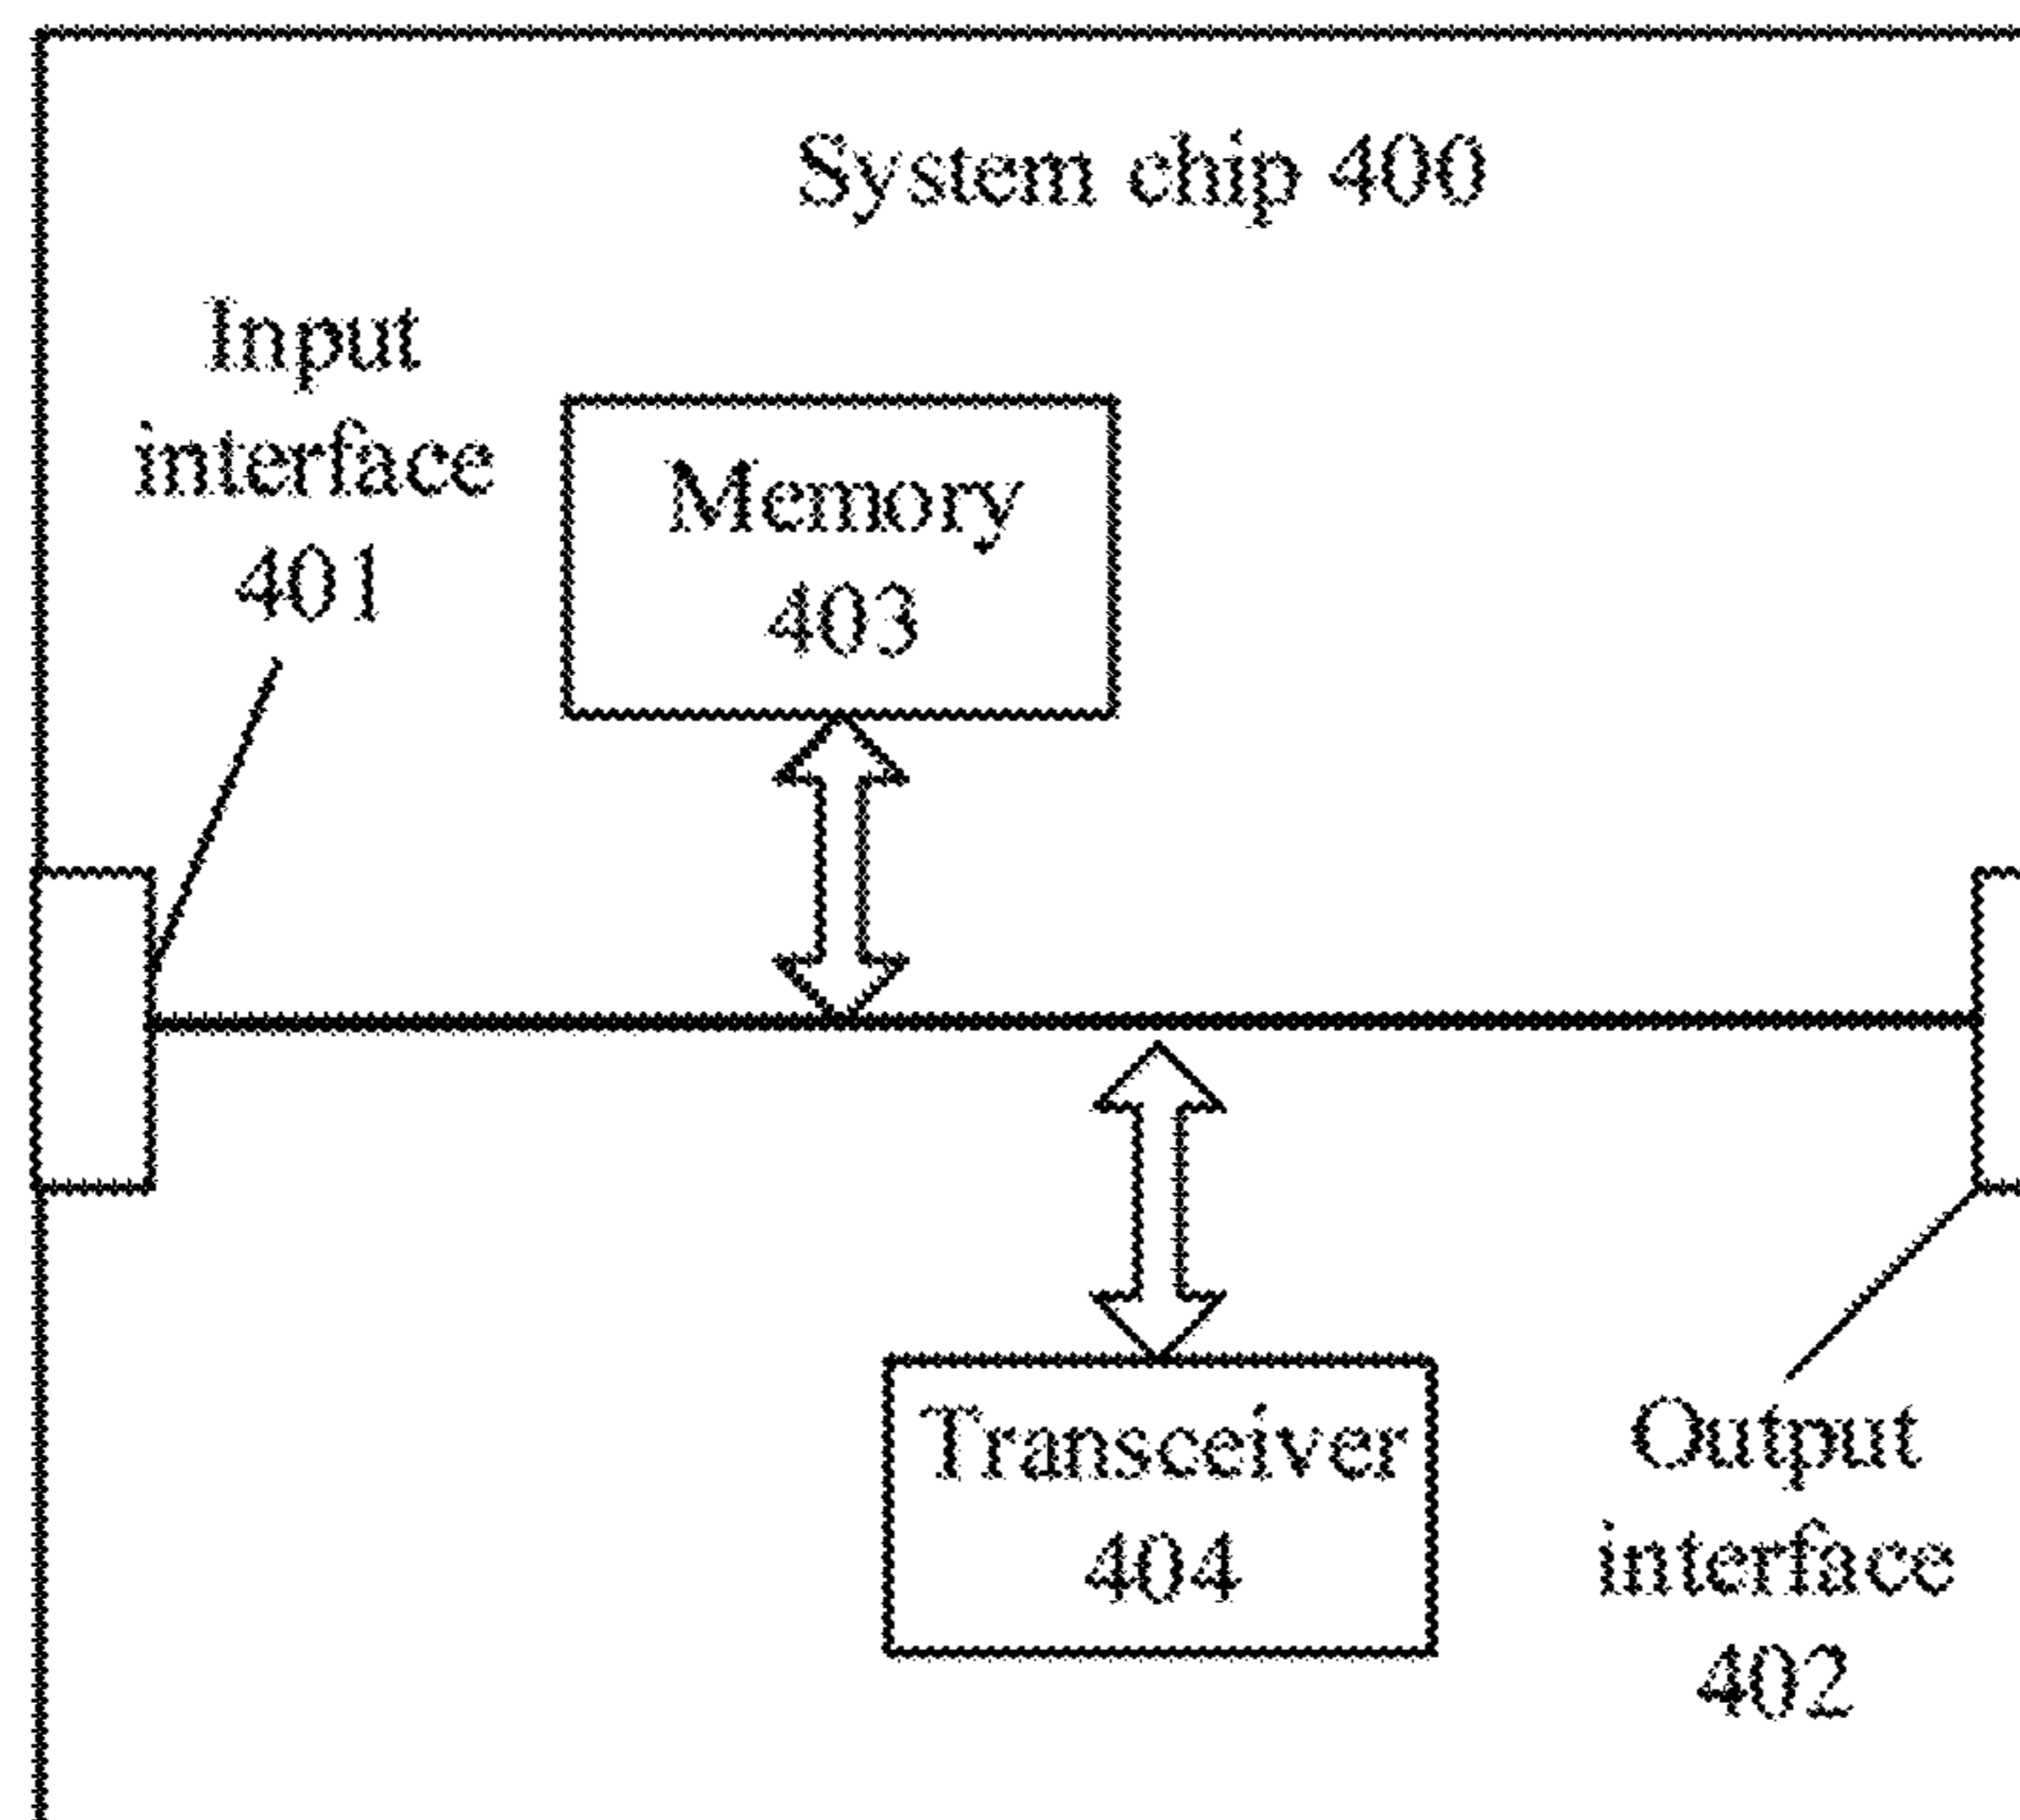 System chip 400
Input
interface
401
Memory
403
Transceiver
404
Output
interface
402